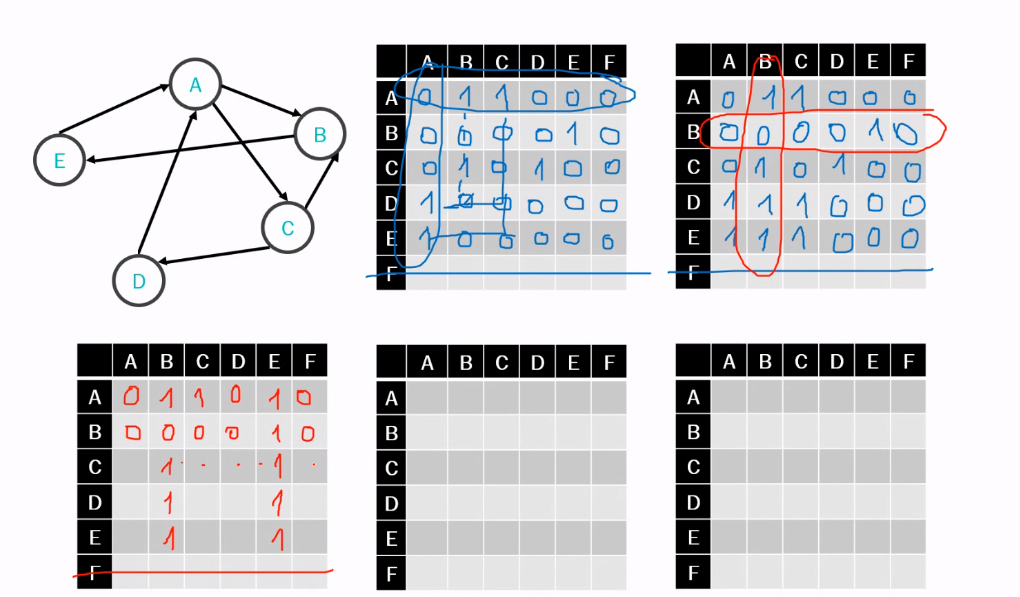 A
B
E
C
D
A B C D E F
A 0 1 1 0 0 0
B 0 0 0 0 1 0
C 0 1 0 1 0 0
D 1 0 0 0 0 0
E 1 0 0 0 0 0
F
A B C D E F
A 0 1 1 0 0 0
B 0 0 0 0 1 0
C 0 1 0 1 0 0
D 1 1 1 0 0 0
E 1 1 1 0 0 0
F
A B C D E F
A 0 1 1 0 1 0
B 0 0 0 0 1 0
C 1 · · · 1 ·
D 1 1
E 1 1
F
A B C D E F
A
B
C
D
E
F
A B C D E F
A
B
C
D
E
F